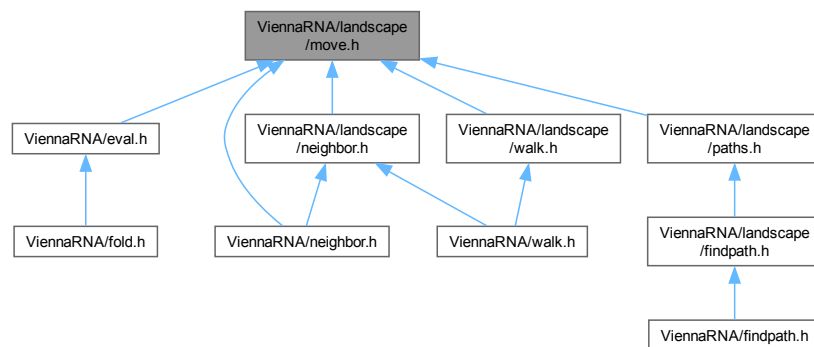 ViennaRNA/landscape
/move.h
ViennaRNA/eval.h
ViennaRNA/landscape
/neighbor.h
ViennaRNA/landscape
/walk.h
ViennaRNA/landscape
/paths.h
ViennaRNA/fold.h
ViennaRNA/neighbor.h
ViennaRNA/walk.h
ViennaRNA/landscape
/findpath.h
ViennaRNA/findpath.h